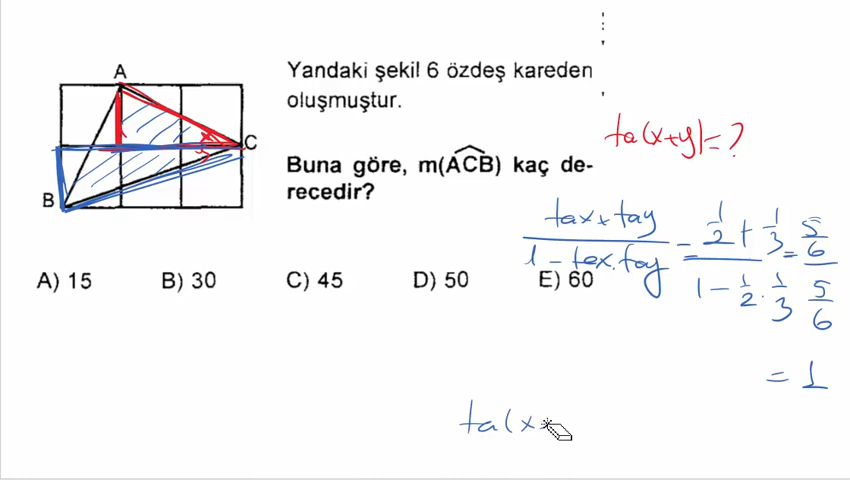 A
C
B
x
y
Yandaki şekil 6 özdeş kareden
oluşmuştur.
Buna göre, m(ACB) kaç de-
recedir?
A) 15 B) 30 C) 45 D) 50 E) 60
ta(x+y)=?
tax+tay / 1-tax.tay = 1/2 + 1/3 / 1 - 1/2 . 1/3 = 5/6 / 5/6
= 1
ta(x